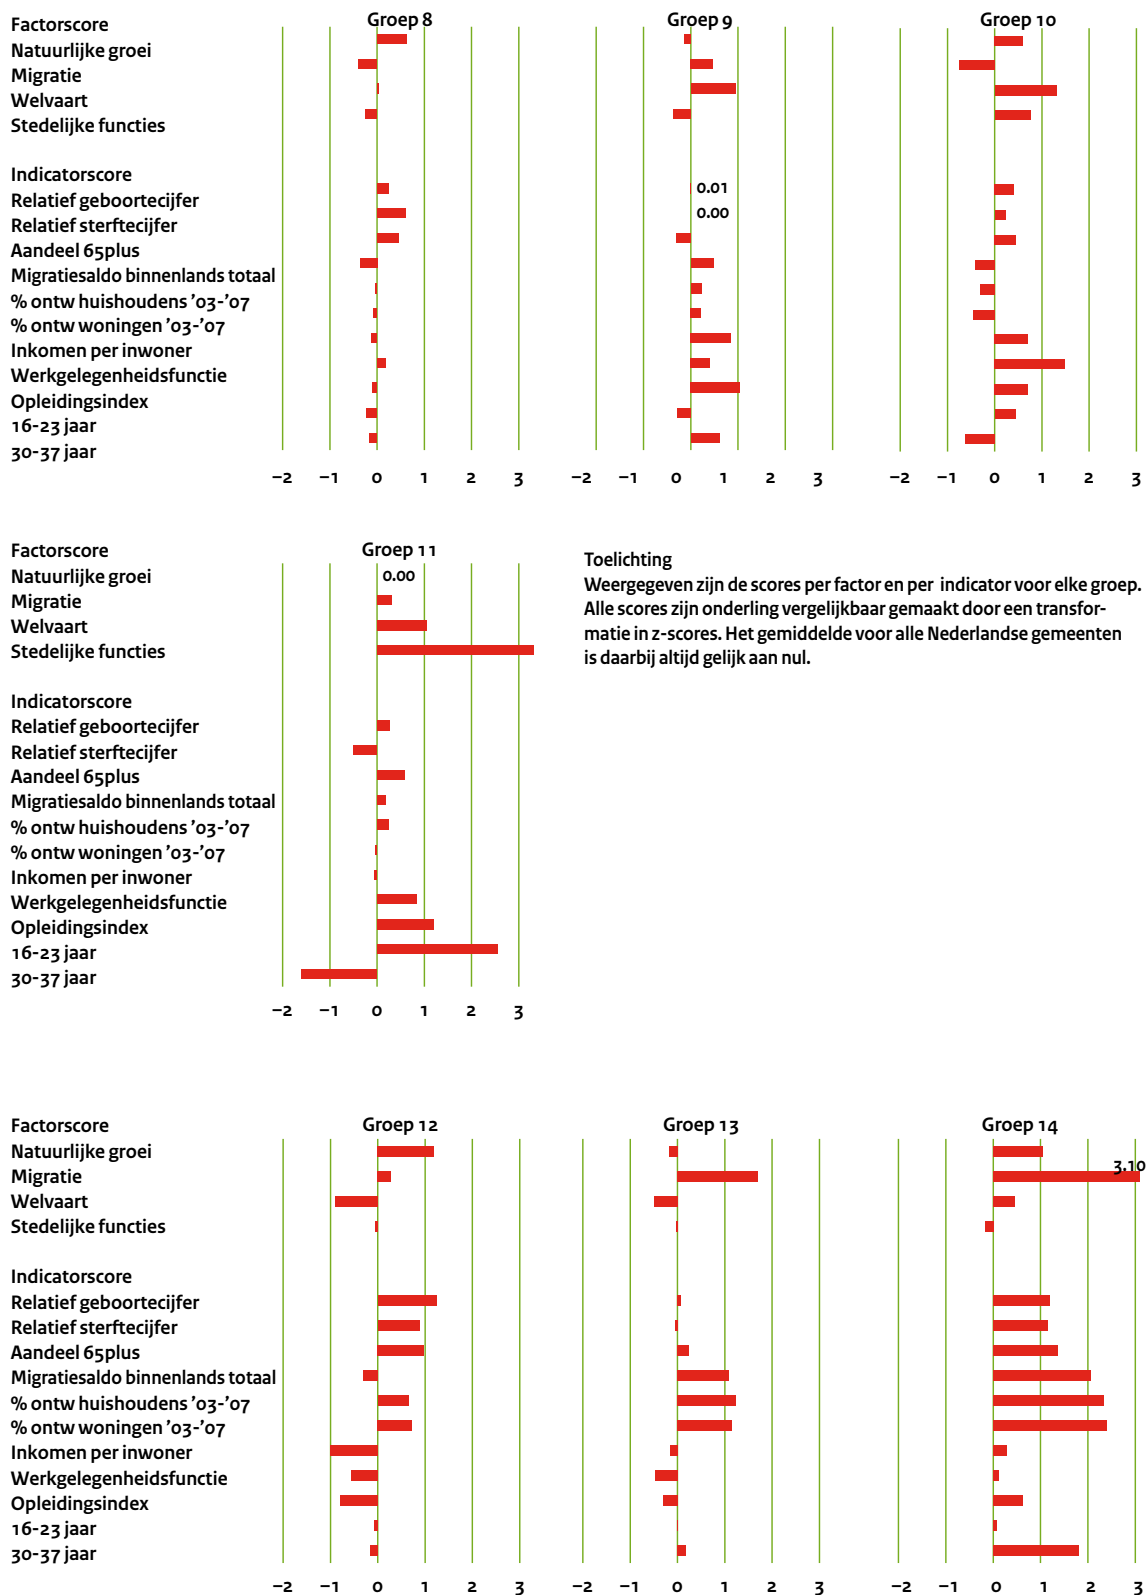 Factorscore
Groep 8
Groep 9
Groep 10
Natuurlijke groei
Migratie
Welvaart
Stedelijke functies
Indicatorscore
Relatief geboortecijfer
0.01
Relatief sterftecijfer
0.00
Aandeel 65plus
Migratiesaldo binnenlands totaal
% ontw huishoudens ’03-’07
% ontw woningen ’03-’07
Inkomen per inwoner
Werkgelegenheidsfunctie
Opleidingsindex
16-23 jaar
30-37 jaar
−2 −1 0 1 2 3
−2 −1 0 1 2 3
−2 −1 0 1 2 3
Factorscore
Groep 11
Natuurlijke groei
0.00
Migratie
Welvaart
Stedelijke functies
Indicatorscore
Relatief geboortecijfer
Relatief sterftecijfer
Aandeel 65plus
Migratiesaldo binnenlands totaal
% ontw huishoudens ’03-’07
% ontw woningen ’03-’07
Inkomen per inwoner
Werkgelegenheidsfunctie
Opleidingsindex
16-23 jaar
30-37 jaar
−2 −1 0 1 2 3
Toelichting
Weergegeven zijn de scores per factor en per indicator voor elke groep.
Alle scores zijn onderling vergelijkbaar gemaakt door een transfor-
matie in z-scores. Het gemiddelde voor alle Nederlandse gemeenten
is daarbij altijd gelijk aan nul.
Factorscore
Groep 12
Groep 13
Groep 14
Natuurlijke groei
Migratie
3.10
Welvaart
Stedelijke functies
Indicatorscore
Relatief geboortecijfer
Relatief sterftecijfer
Aandeel 65plus
Migratiesaldo binnenlands totaal
% ontw huishoudens ’03-’07
% ontw woningen ’03-’07
Inkomen per inwoner
Werkgelegenheidsfunctie
Opleidingsindex
16-23 jaar
30-37 jaar
−2 −1 0 1 2 3
−2 −1 0 1 2 3
−2 −1 0 1 2 3